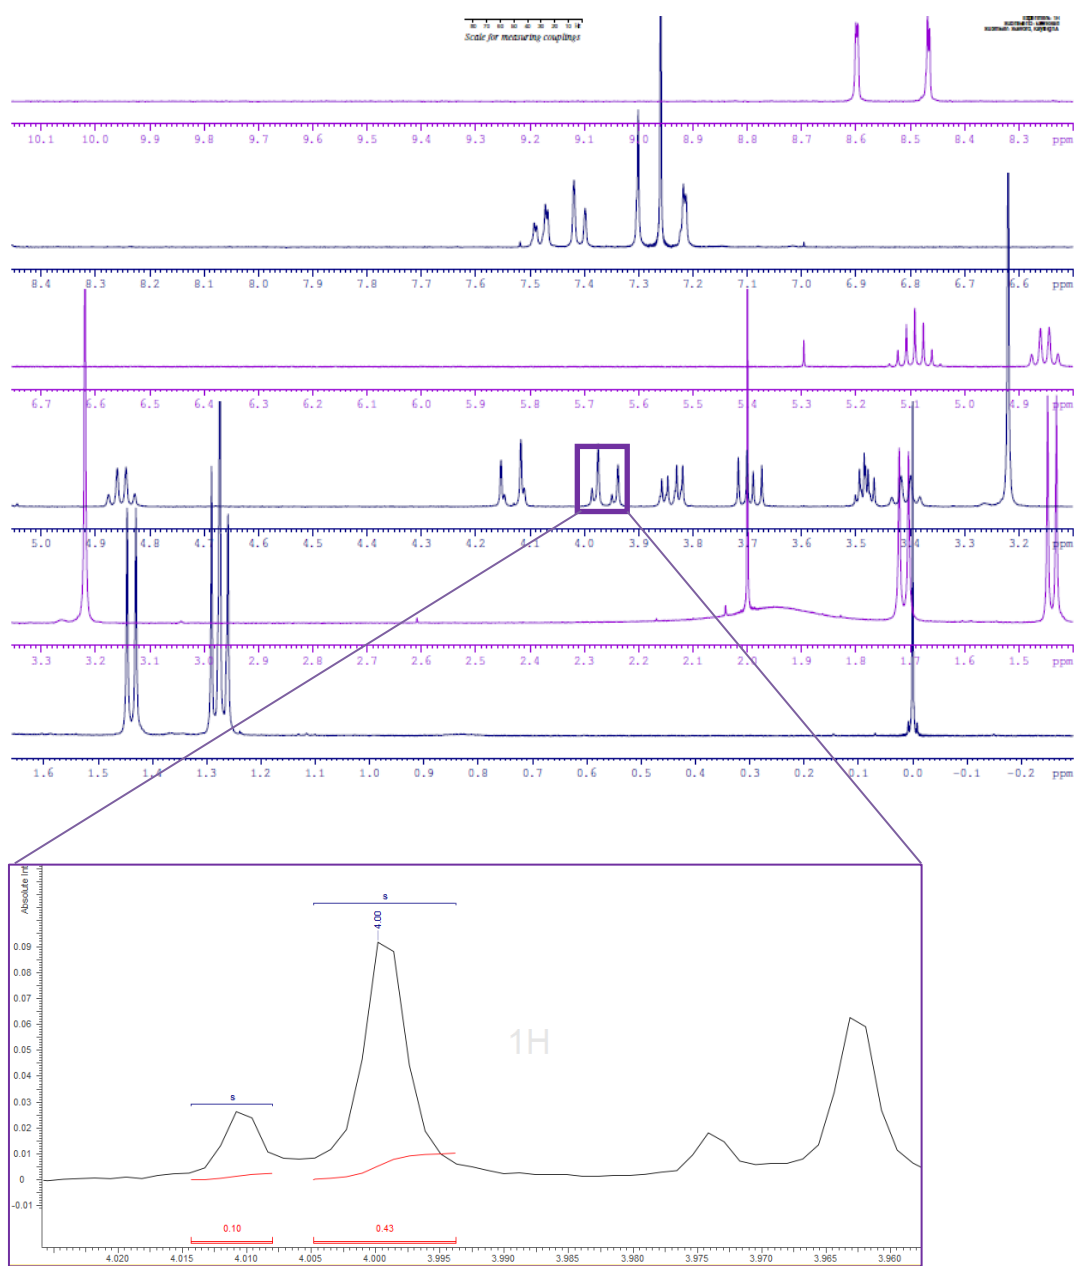 80 70 60 50 40 30 20 10
Scale for measuring couplings
10.1 10.0 9.9 9.8 9.7 9.6 9.5 9.4 9.3 9.2 9.1 9.0 8.9 8.8 8.7 8.6 8.5 8.4 8.3 ppm
8.4 8.3 8.2 8.1 8.0 7.9 7.8 7.7 7.6 7.5 7.4 7.3 7.2 7.1 7.0 6.9 6.8 6.7 6.6 ppm
6.7 6.6 6.5 6.4 6.3 6.2 6.1 6.0 5.9 5.8 5.7 5.6 5.5 5.4 5.3 5.2 5.1 5.0 4.9 ppm
5.0 4.9 4.8 4.7 4.6 4.5 4.4 4.3 4.2 4.1 4.0 3.9 3.8 3.7 3.6 3.5 3.4 3.3 3.2 ppm
3.3 3.2 3.1 3.0 2.9 2.8 2.7 2.6 2.5 2.4 2.3 2.2 2.1 2.0 1.9 1.8 1.7 1.6 1.5 ppm
1.6 1.5 1.4 1.3 1.2 1.1 1.0 0.9 0.8 0.7 0.6 0.5 0.4 0.3 0.2 0.1 0.0 -0.1 -0.2 ppm
Absolute Int
s
4.00
0.09
0.08
0.07
0.06
1H
0.05
0.04
0.03
s
0.02
0.01
0
-0.01
0.10 0.43
4.020 4.015 4.010 4.005 4.000 3.995 3.990 3.985 3.980 3.975 3.970 3.965 3.960